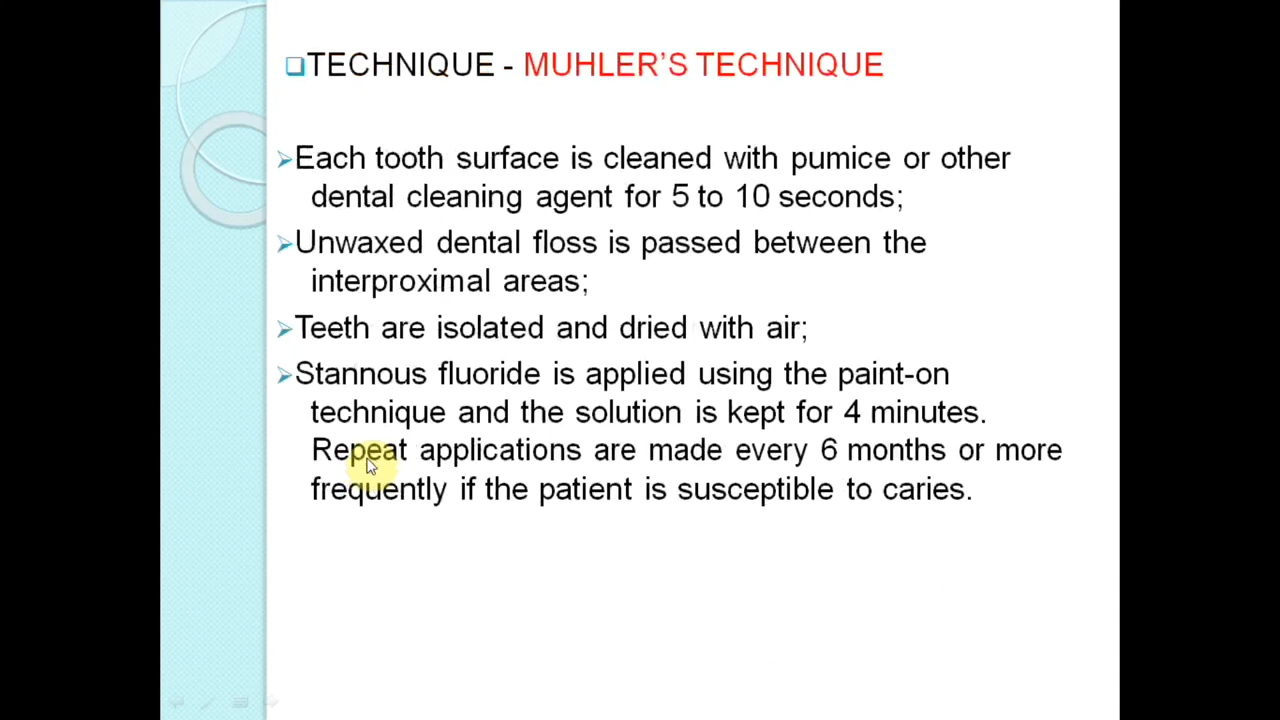 TECHNIQUE - MUHLER'S TECHNIQUE
Each tooth surface is cleaned with pumice or other
dental cleaning agent for 5 to 10 seconds;
Unwaxed dental floss is passed between the
interproximal areas;
Teeth are isolated and dried with air;
Stannous fluoride is applied using the paint-on
technique and the solution is kept for 4 minutes.
Repeat applications are made every 6 months or more
frequently if the patient is susceptible to caries.